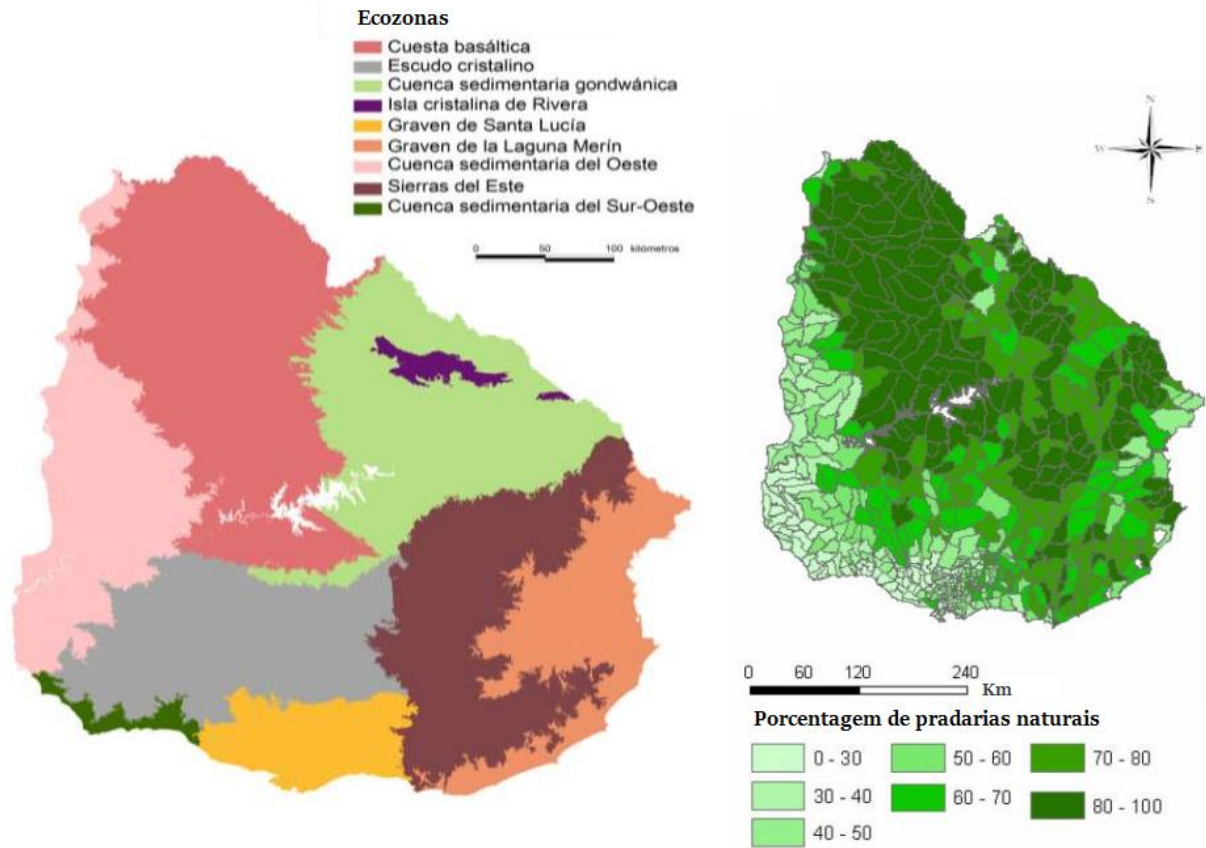 Ecozonas
Cuesta basáltica
Escudo cristalino
Cuenca sedimentaria gondwánica
Isla cristalina de Rivera
Graven de Santa Lucía
Graven de la Laguna Merín
Cuenca sedimentaria del Oeste
Sierras del Este
Cuenca sedimentaria del Sur-Oeste
0 50 100 kilómetros
N
W E
S
0 60 120 240
Km
Porcentagem de pradarias naturais
0 - 30 50 - 60 70 - 80
30 - 40 60 - 70 80 - 100
40 - 50